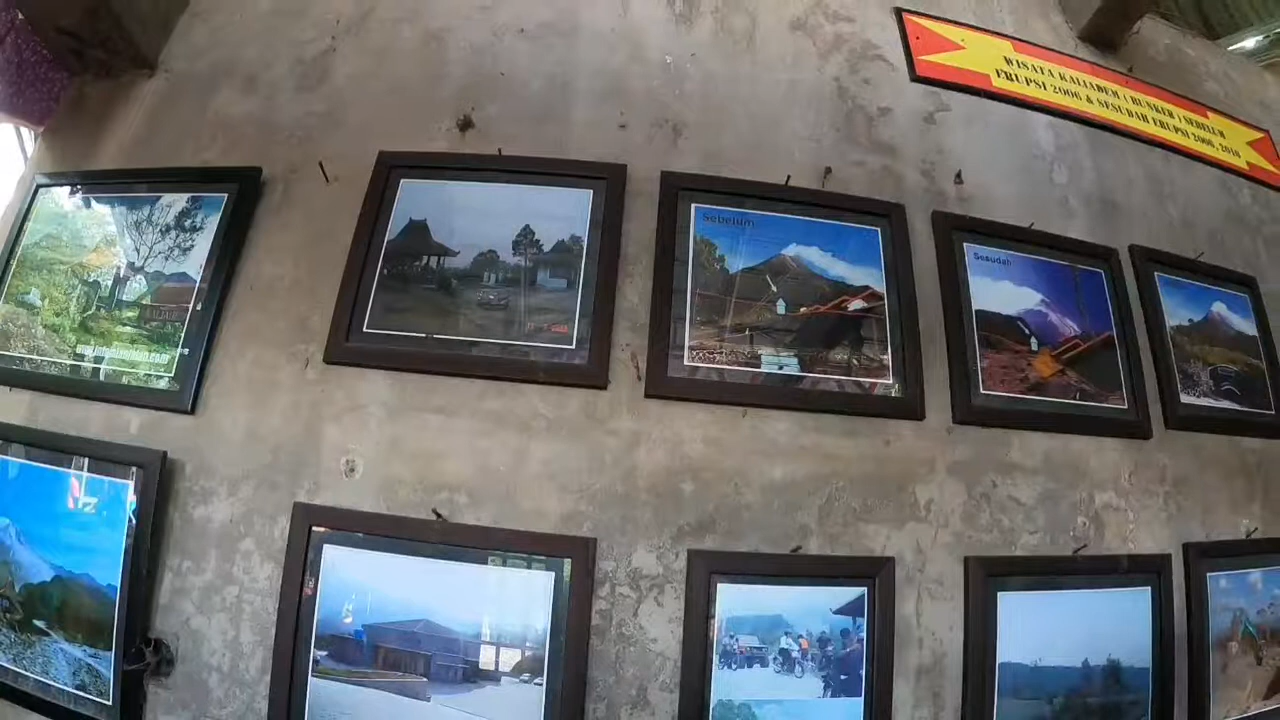 WISATA KALIADEM ( BUNKER ) SEBELUM
ERUPSI 2006 & SESUDAH ERUPSI 2006, 2010
Sebelum
Sesudah